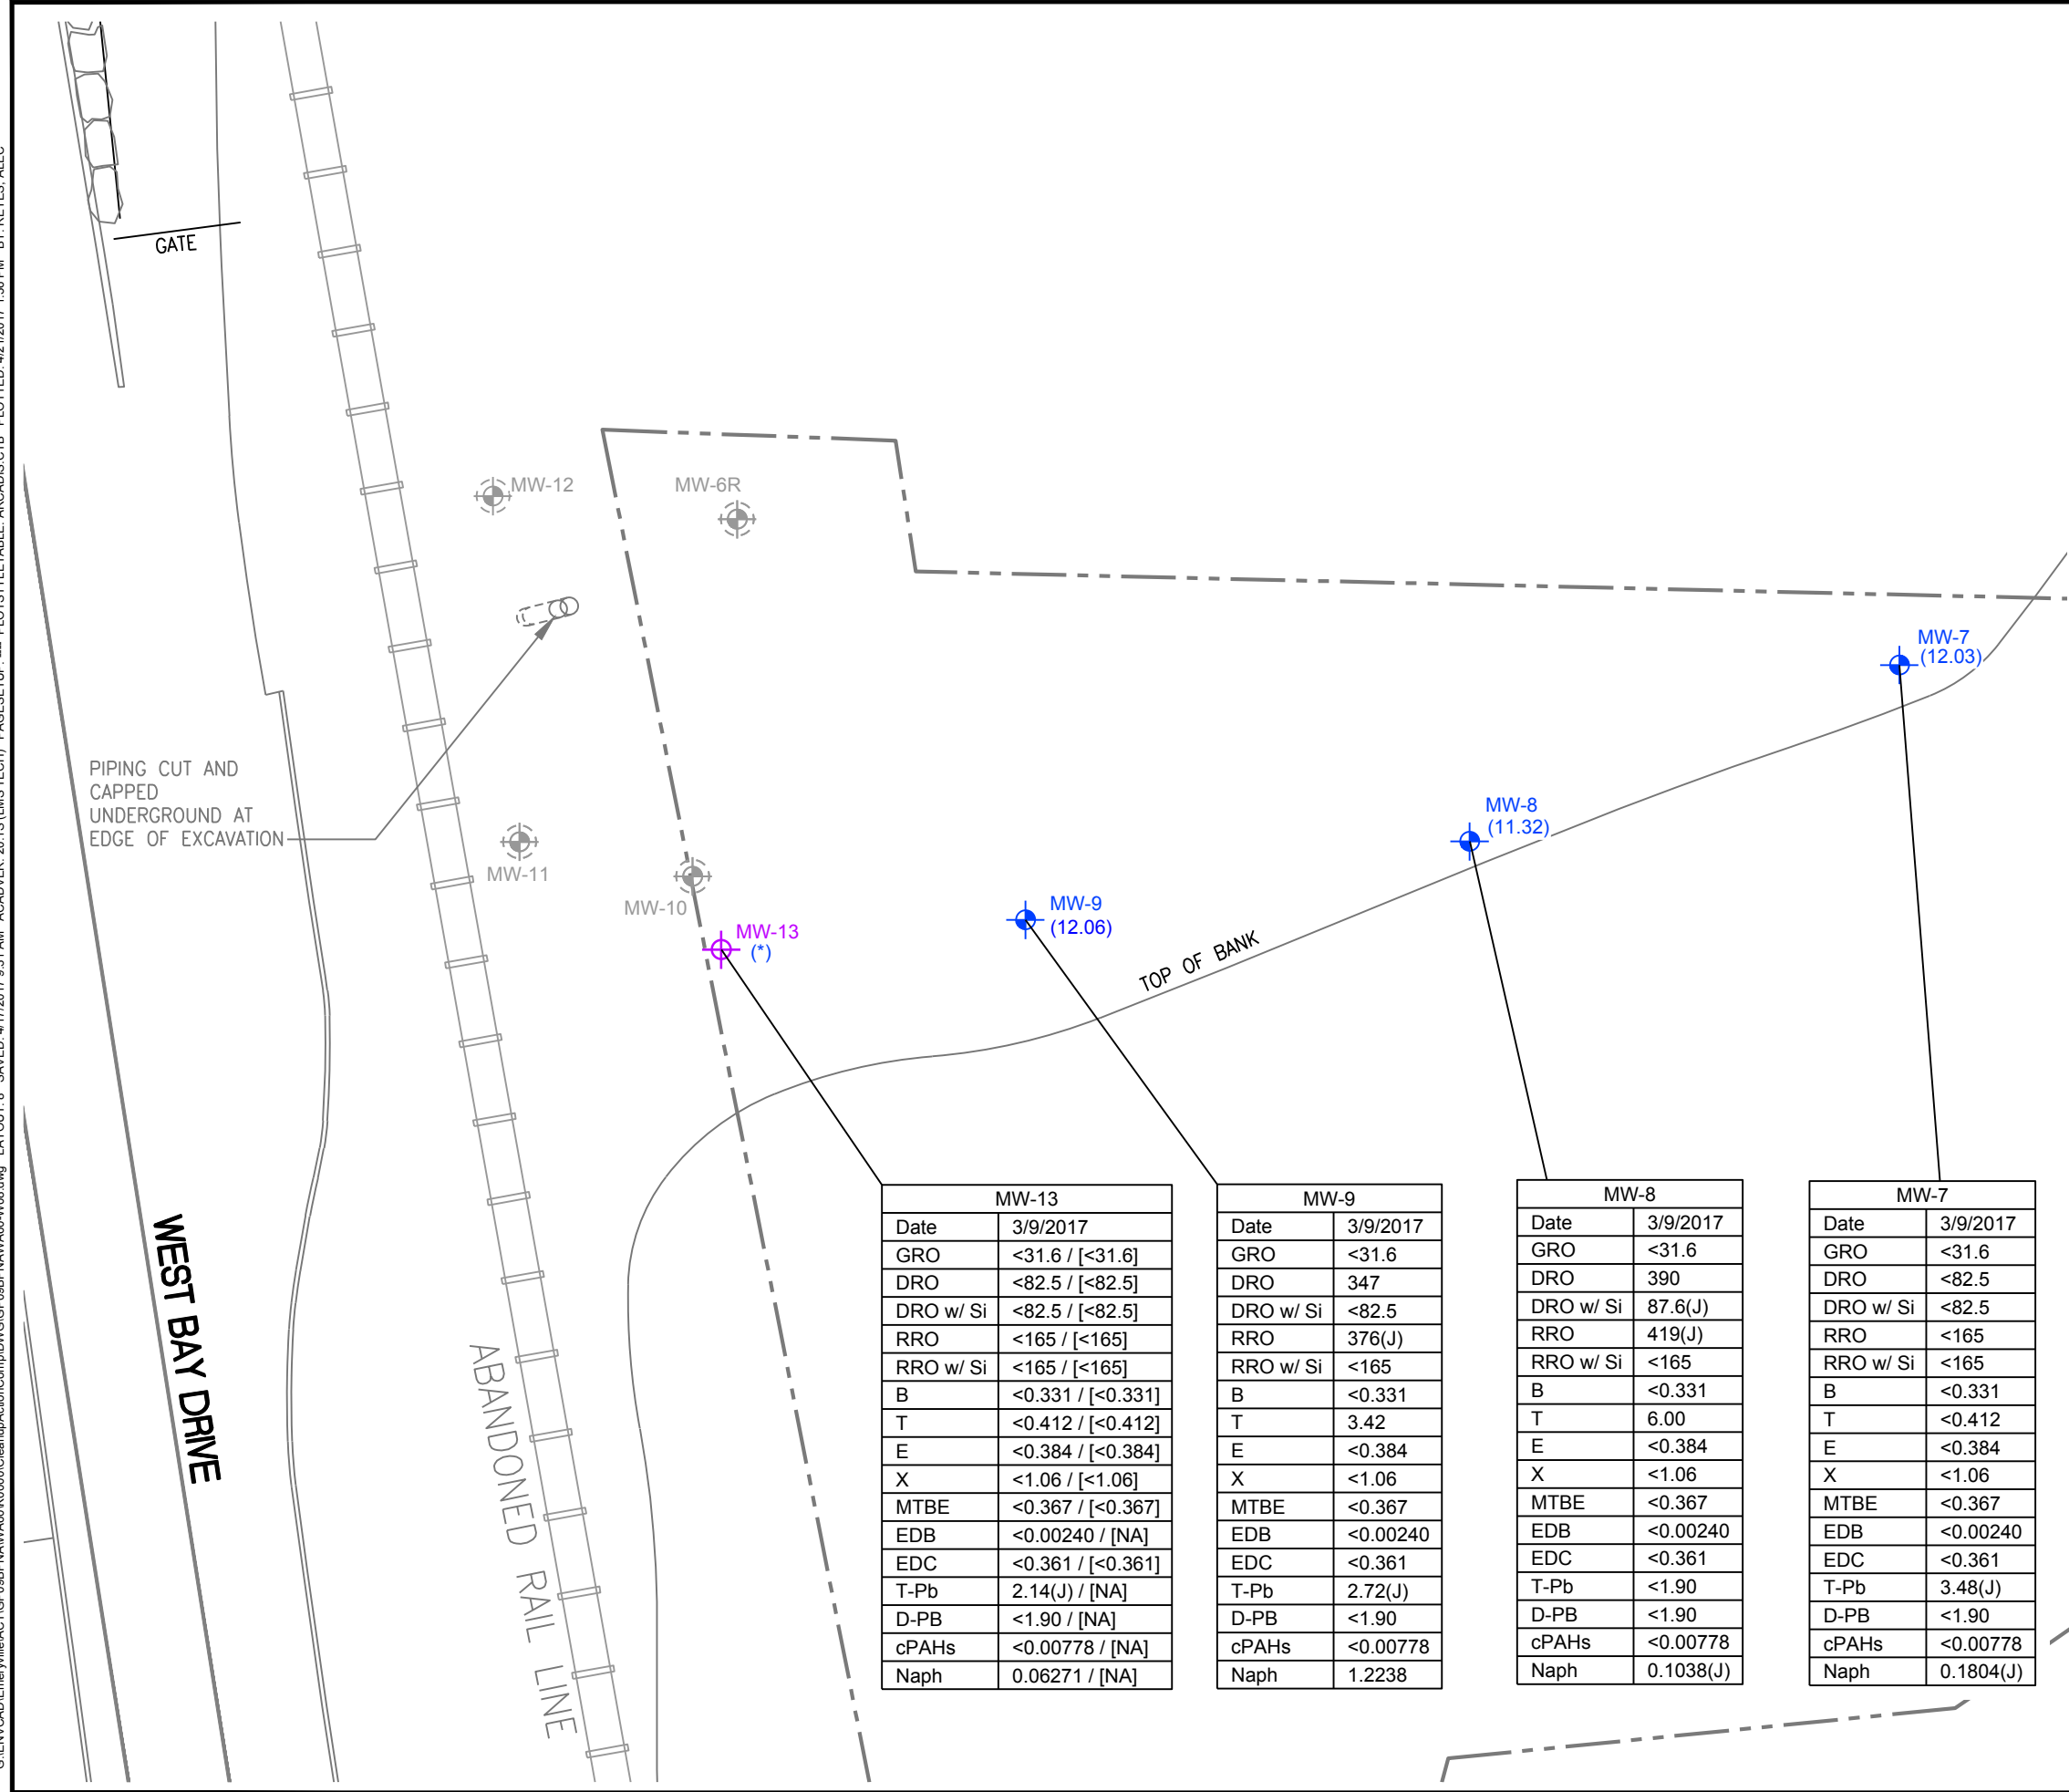 GATE
MW-12
MW-6R
MW-7
(12.03)
PIPING CUT AND
CAPPED
UNDERGROUND AT
EDGE OF EXCAVATION
MW-8
(11.32)
MW-11
MW-10
MW-9
(12.06)
MW-13
(*)
TOP OF BANK
WEST BAY DRIVE
ABANDONED RAIL LINE
MW-13
Date 3/9/2017
GRO <31.6 / [<31.6]
DRO <82.5 / [<82.5]
DRO w/ Si <82.5 / [<82.5]
RRO <165 / [<165]
RRO w/ Si <165 / [<165]
B <0.331 / [<0.331]
T <0.412 / [<0.412]
E <0.384 / [<0.384]
X <1.06 / [<1.06]
MTBE <0.367 / [<0.367]
EDB <0.00240 / [NA]
EDC <0.361 / [<0.361]
T-Pb 2.14(J) / [NA]
D-PB <1.90 / [NA]
cPAHs <0.00778 / [NA]
Naph 0.06271 / [NA]
MW-9
Date 3/9/2017
GRO <31.6
DRO 347
DRO w/ Si <82.5
RRO 376(J)
RRO w/ Si <165
B <0.331
T 3.42
E <0.384
X <1.06
MTBE <0.367
EDB <0.00240
EDC <0.361
T-Pb 2.72(J)
D-PB <1.90
cPAHs <0.00778
Naph 1.2238
MW-8
Date 3/9/2017
GRO <31.6
DRO 390
DRO w/ Si 87.6(J)
RRO 419(J)
RRO w/ Si <165
B <0.331
T 6.00
E <0.384
X <1.06
MTBE <0.367
EDB <0.00240
EDC <0.361
T-Pb <1.90
D-PB <1.90
cPAHs <0.00778
Naph 0.1038(J)
MW-7
Date 3/9/2017
GRO <31.6
DRO <82.5
DRO w/ Si <82.5
RRO <165
RRO w/ Si <165
B <0.331
T <0.412
E <0.384
X <1.06
MTBE <0.367
EDB <0.00240
EDC <0.361
T-Pb 3.48(J)
D-PB <1.90
cPAHs <0.00778
Naph 0.1804(J)